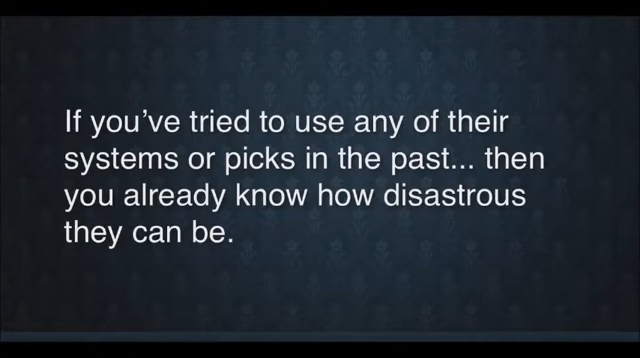 If you’ve tried to use any of their
systems or picks in the past... then
you already know how disastrous
they can be.